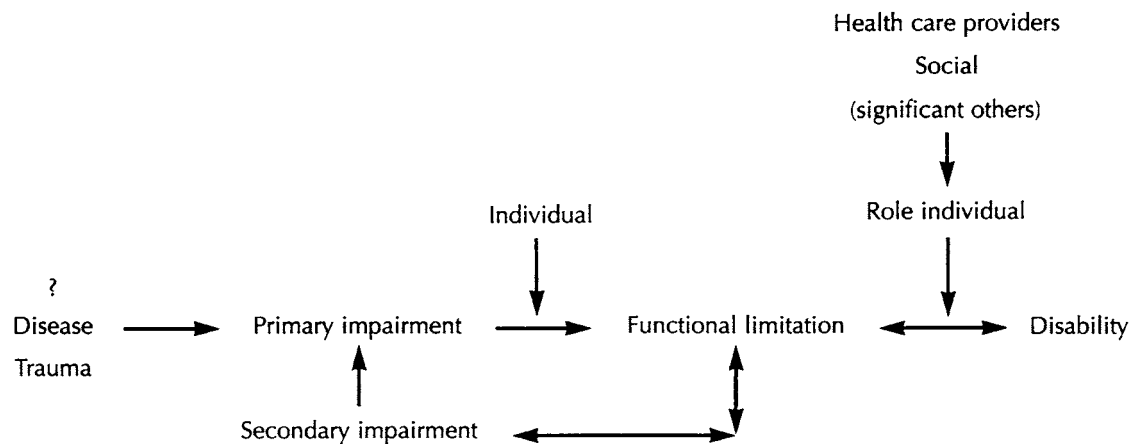 Health care providers
Social
(significant others)
Individual
Role individual
?
Disease
Primary impairment
Functional limitation
Disability
Trauma
Secondary impairment